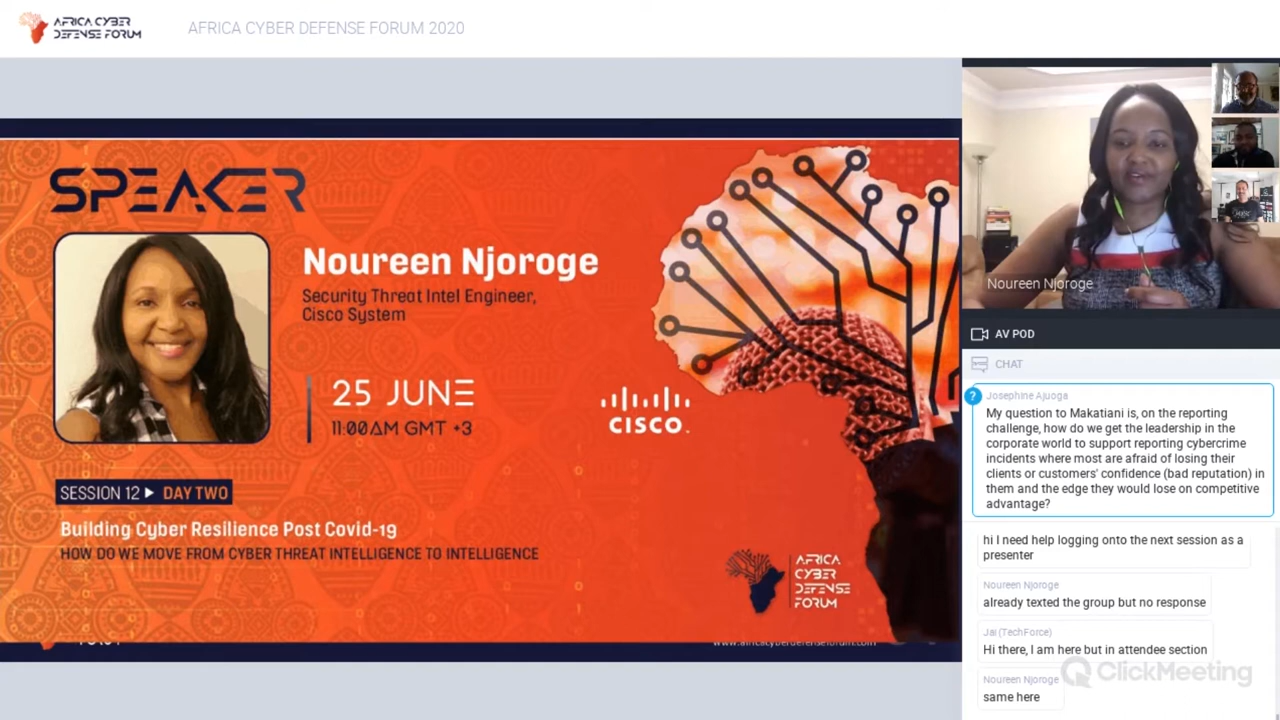 AFRICA CYBER
DEFENSE FORUM
AFRICA CYBER DEFENSE FORUM 2020
SPEAKER
Noureen Njoroge
Security Threat Intel Engineer,
Cisco System
25 JUNE
11:00AM GMT +3
CISCO
SESSION 12 ▶ DAY TWO
Building Cyber Resilience Post Covid-19
HOW DO WE MOVE FROM CYBER THREAT INTELLIGENCE TO INTELLIGENCE
AFRICA
CYBER
DEFENSE
FORUM
www.africacyberdefenseforum.com
Noureen Njoroge
AV POD
CHAT
?
Josephine Ajuoga
My question to Makatiani is, on the reporting
challenge, how do we get the leadership in the
corporate world to support reporting cybercrime
incidents where most are afraid of losing their
clients or customers' confidence (bad reputation) in
them and the edge they would lose on competitive
advantage?
hi I need help logging onto the next session as a
presenter
Noureen Njoroge
already texted the group but no response
Jai (TechForce)
Hi there, I am here but in attendee section
Noureen Njoroge
same here
ClickMeeting